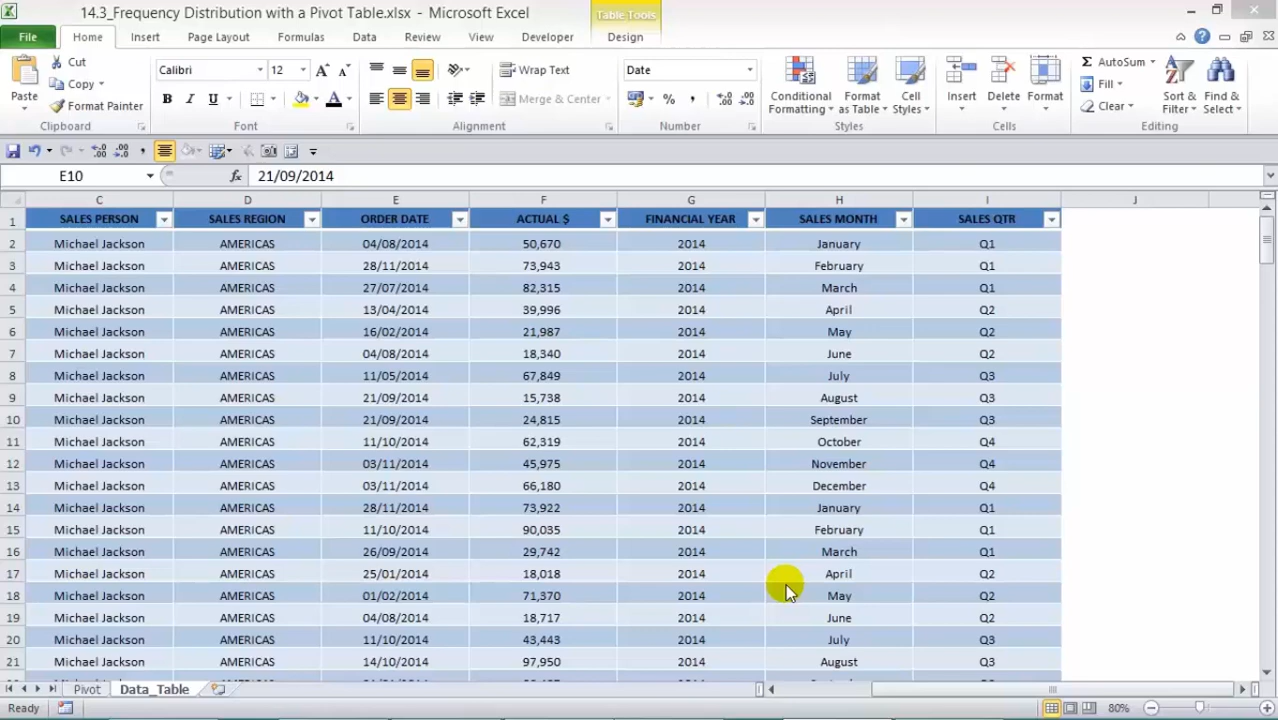 14.3_Frequency Distribution with a Pivot Table.xlsx - Microsoft Excel
Table Tools
File Home Insert Page Layout Formulas Data Review View Developer Design
Paste
Cut
Copy
Format Painter
Clipboard
Calibri 12
B I U
Font
Wrap Text
Merge & Center
Alignment
Date
Number
Conditional Formatting
Format as Table
Cell Styles
Styles
Insert
Delete
Format
Cells
AutoSum
Fill
Clear
Sort & Filter
Find & Select
Editing
E10 fx 21/09/2014
C D E F G H I J
1 SALES PERSON SALES REGION ORDER DATE ACTUAL $ FINANCIAL YEAR SALES MONTH SALES QTR
2 Michael Jackson AMERICAS 04/08/2014 50,670 2014 January Q1
3 Michael Jackson AMERICAS 28/11/2014 73,943 2014 February Q1
4 Michael Jackson AMERICAS 27/07/2014 82,315 2014 March Q1
5 Michael Jackson AMERICAS 13/04/2014 39,996 2014 April Q2
6 Michael Jackson AMERICAS 16/02/2014 21,987 2014 May Q2
7 Michael Jackson AMERICAS 04/08/2014 18,340 2014 June Q2
8 Michael Jackson AMERICAS 11/05/2014 67,849 2014 July Q3
9 Michael Jackson AMERICAS 21/09/2014 15,738 2014 August Q3
10 Michael Jackson AMERICAS 21/09/2014 24,815 2014 September Q3
11 Michael Jackson AMERICAS 11/10/2014 62,319 2014 October Q4
12 Michael Jackson AMERICAS 03/11/2014 45,975 2014 November Q4
13 Michael Jackson AMERICAS 03/11/2014 66,180 2014 December Q4
14 Michael Jackson AMERICAS 28/11/2014 73,922 2014 January Q1
15 Michael Jackson AMERICAS 11/10/2014 90,035 2014 February Q1
16 Michael Jackson AMERICAS 26/09/2014 29,742 2014 March Q1
17 Michael Jackson AMERICAS 25/01/2014 18,018 2014 April Q2
18 Michael Jackson AMERICAS 01/02/2014 71,370 2014 May Q2
19 Michael Jackson AMERICAS 04/08/2014 18,717 2014 June Q2
20 Michael Jackson AMERICAS 11/10/2014 43,443 2014 July Q3
21 Michael Jackson AMERICAS 14/10/2014 97,950 2014 August Q3
Pivot Data_Table
Ready 80%